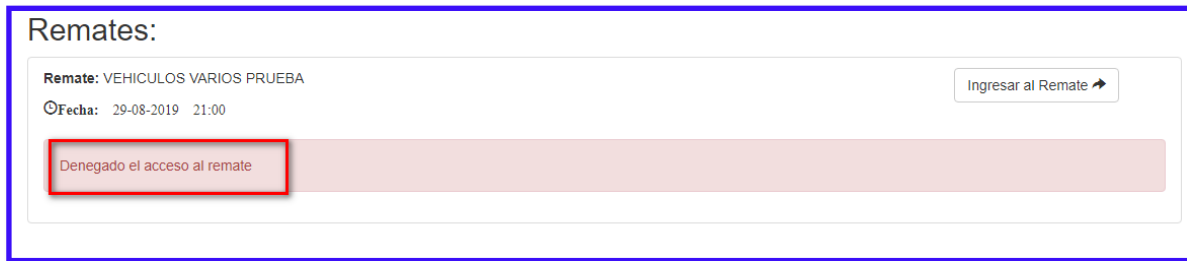 Remates:
Remate: VEHICULOS VARIOS PRUEBA
Ingresar al Remate
Fecha: 29-08-2019 21:00
Denegado el acceso al remate